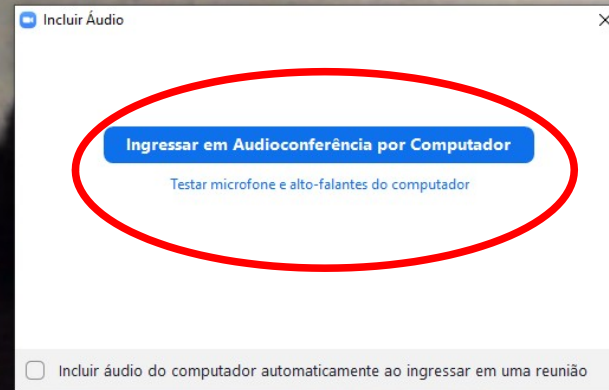 Incluir Áudio
Ingressar em Audioconferência por Computador
Testar microfone e alto-falantes do computador
Incluir áudio do computador automaticamente ao ingressar em uma reunião